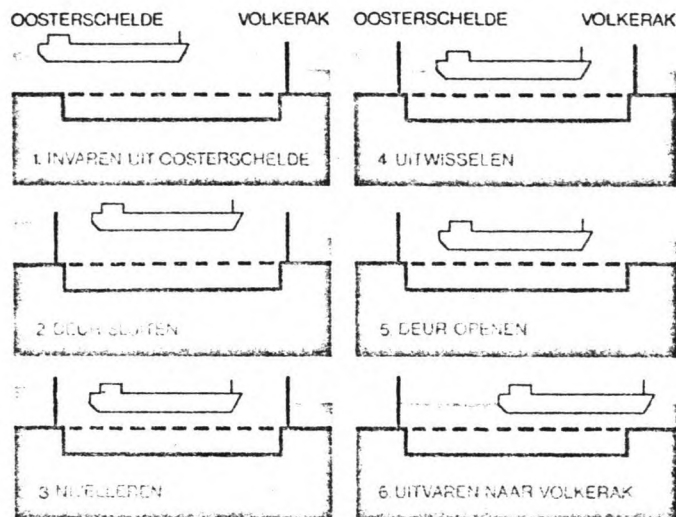 OOSTERSCHELDE VOLKERAK
1. INVAREN UIT OOSTERSCHELDE
2. DEUR SLUITEN
3. NIVELLEREN
OOSTERSCHELDE VOLKERAK
4. UITWISSELEN
5. DEUR OPENEN
6. UITVAREN NAAR VOLKERAK